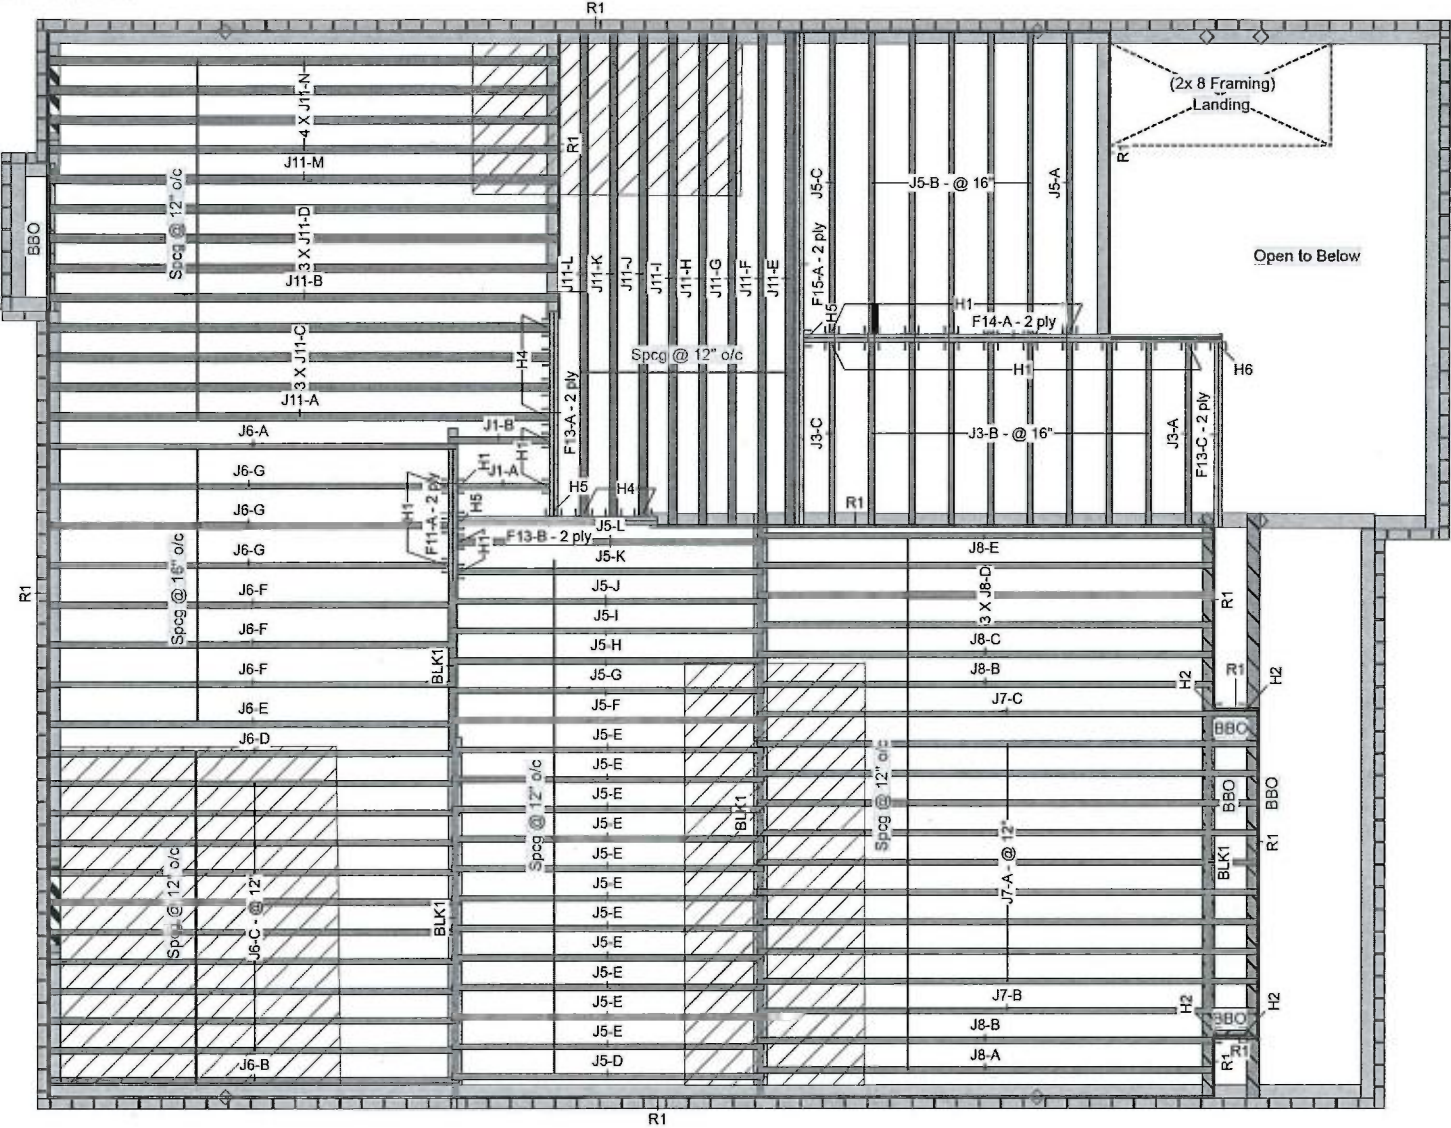 R1
(2x 8 Framing)
Landing
4 X J11-N
R1
R1
J11-M
Spcg @ 12" o/c
J5-C
J5-B - @ 16"
J5-A
BBO
3 X J11-D
F15-A - 2 ply
Open to Below
J11-B
J11-L
J11-K
J11-J
J11-I
J11-H
J11-G
J11-F
J11-E
H5
H1
F14-A - 2 ply
3 X J11-C
H4
Spcg @ 12" o/c
H1
H6
J11-A
F13-A - 2 ply
J6-A
J1-B
J3-C
J3-B - @ 16"
J3-A
F13-C - 2 ply
H1
J6-G
H1
J1-A
F11-A - 2 ply
H1
H5
H5
H4
R1
J6-G
J5-L
F13-B - 2 ply
H1
J6-G
J5-K
J8-E
Spcg @ 16" o/c
J6-F
J5-J
3 X J8-D
R1
R1
J5-I
J6-F
J5-H
J8-C
J6-F
BLK1
J5-G
J8-B
H2
R1
H2
J6-E
J5-F
J7-C
J6-D
J5-E
BBO
J5-E
Spcg @ 12" o/c
Spcg @ 12" o/c
J5-E
BLK1
BBO
BBO
J5-E
J7-A - @ 12"
R1
J5-E
BLK1
Spcg @ 12" o/c
J6-C - @ 12"
BLK1
J5-E
J5-E
J5-E
J5-E
J5-E
J7-B
H2
H2
J5-E
J8-B
BBO
J6-B
J5-D
J8-A
R1
R1
R1